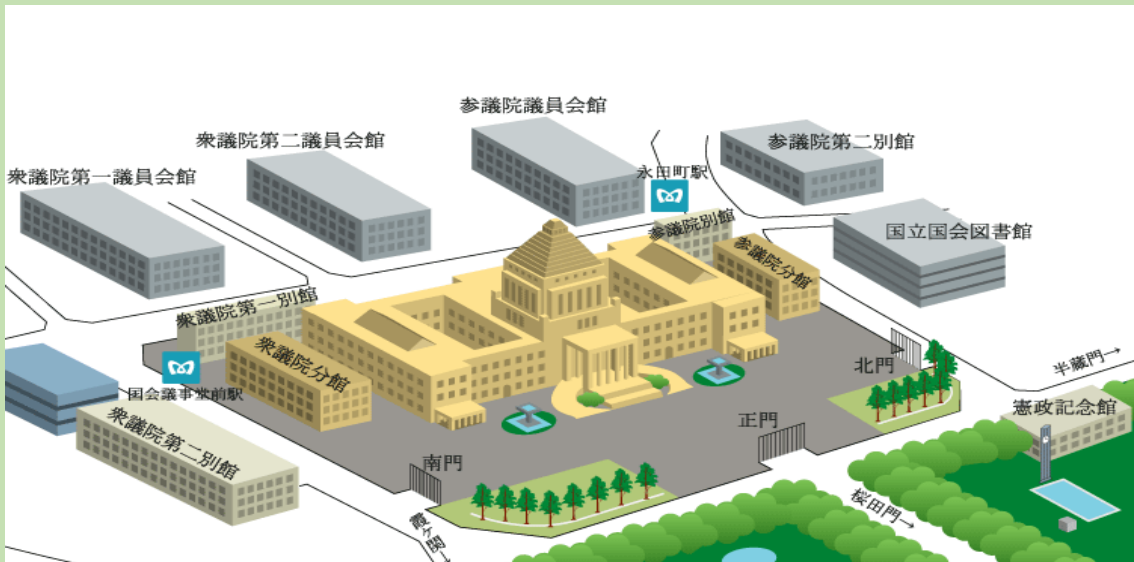 参議院議員会館
衆議院第二議員会館
参議院第二別館
衆議院第一議員会館
永田町駅
参議院別館
国立国会図書館
参議院分館
衆議院第一別館
衆議院分館
北門
半蔵門→
国会議事堂前駅
憲政記念館
衆議院第二別館
正門
南門
桜田門→
霞ヶ関→